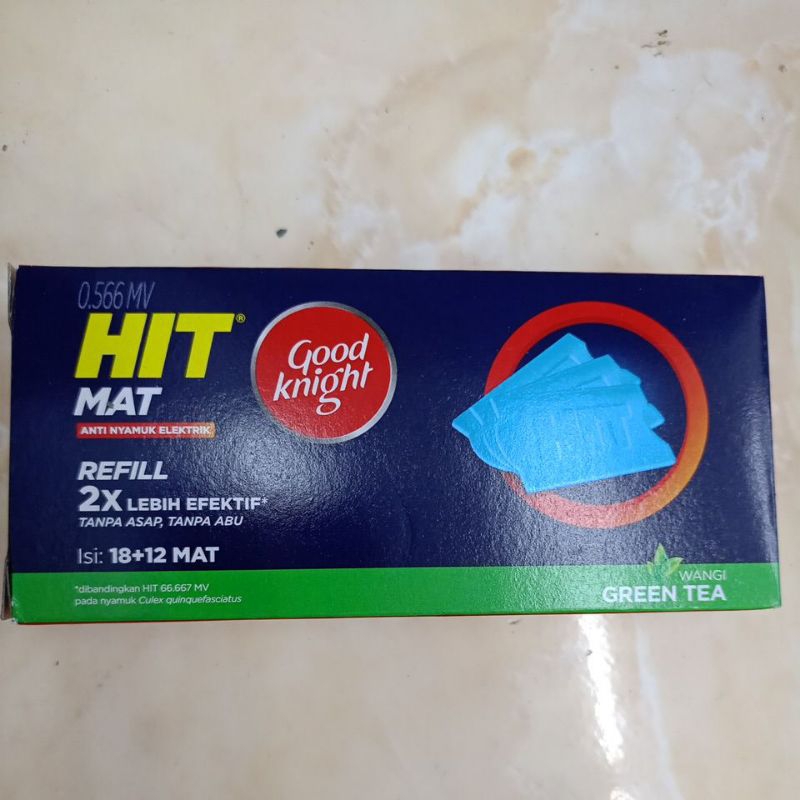 0.566 MV
HIT®
MAT
ANTI NYAMUK ELEKTRIK
Good
knight
REFILL
2X LEBIH EFEKTIF*
TANPA ASAP, TANPA ABU
Isi: 18+12 MAT
*dibandingkan HIT 66.667 MV
pada nyamuk Culex quinquefasciatus
WANGI
GREEN TEA